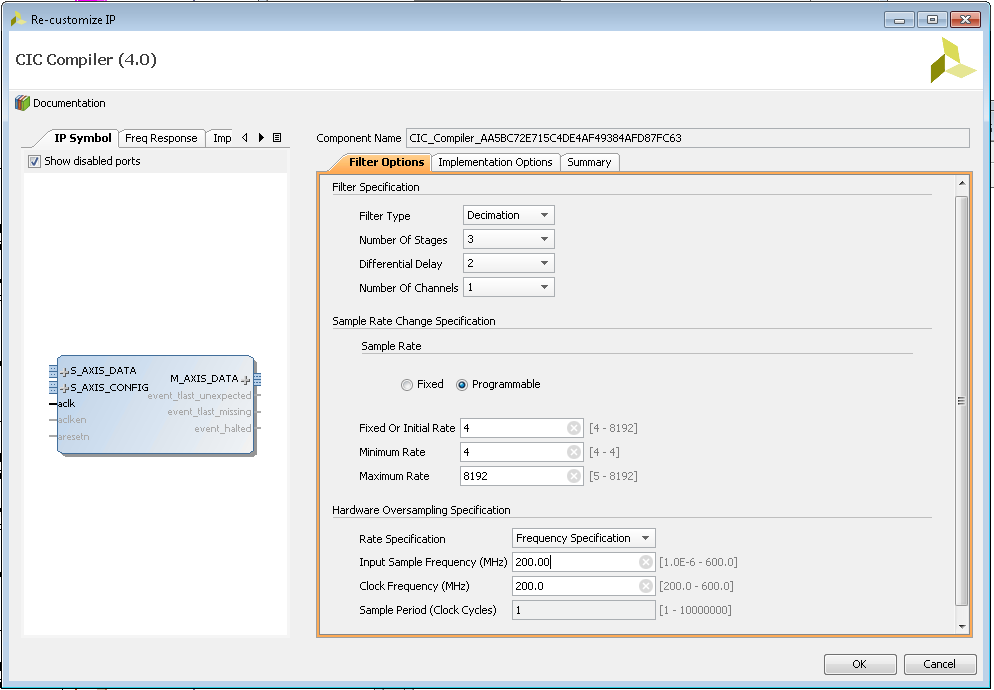 Re-customize IP
CIC Compiler (4.0)
Documentation
IP Symbol Freq Response Imp
Show disabled ports
S_AXIS_DATA
S_AXIS_CONFIG
aclk
aclken
aresetn
M_AXIS_DATA
event_tlast_unexpected
event_tlast_missing
event_halted
Component Name CIC_Compiler_AA5BC72E715C4DE4AF49384AFD87FC63
Filter Options Implementation Options Summary
Filter Specification
Filter Type Decimation
Number Of Stages 3
Differential Delay 2
Number Of Channels 1
Sample Rate Change Specification
Sample Rate
Fixed Programmable
Fixed Or Initial Rate 4 [4 - 8192]
Minimum Rate 4 [4 - 4]
Maximum Rate 8192 [5 - 8192]
Hardware Oversampling Specification
Rate Specification Frequency Specification
Input Sample Frequency (MHz) 200.00 [1.0E-6 - 600.0]
Clock Frequency (MHz) 200.0 [200.0 - 600.0]
Sample Period (Clock Cycles) 1 [1 - 10000000]
OK Cancel